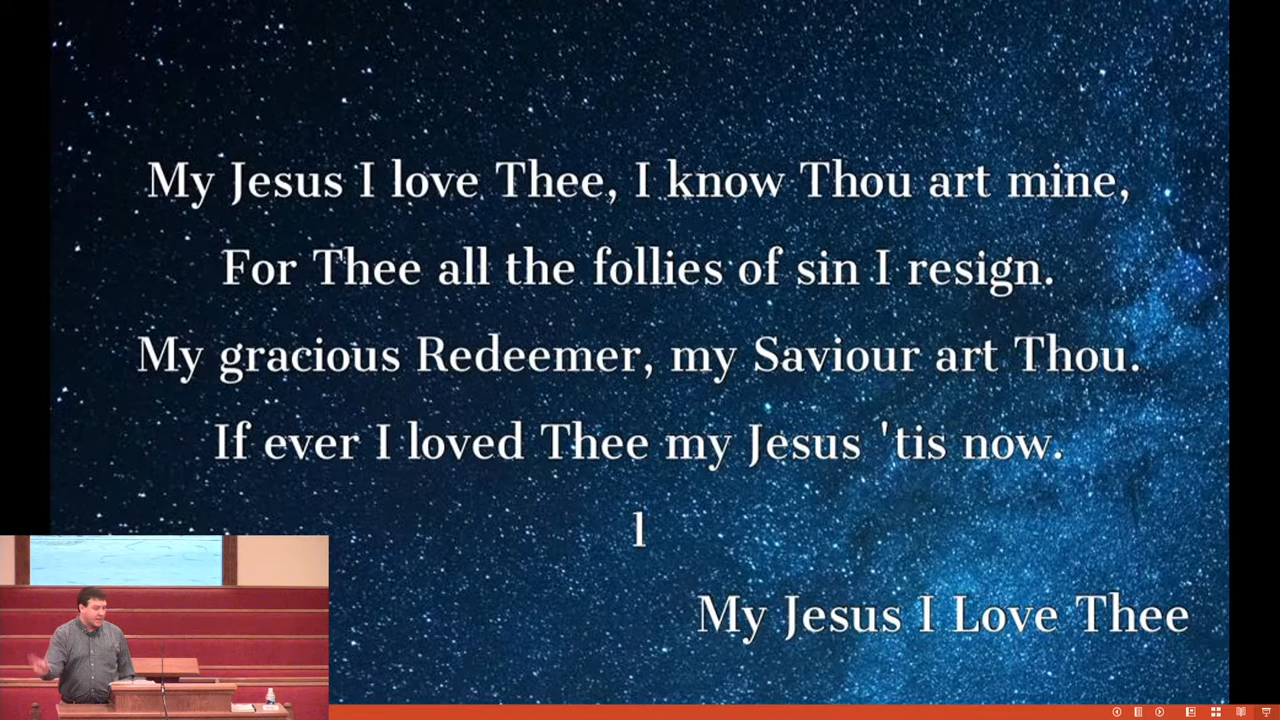 My Jesus I love Thee, I know Thou art mine,
For Thee all the follies of sin I resign.
My gracious Redeemer, my Saviour art Thou.
If ever I loved Thee my Jesus 'tis now.
1
My Jesus I Love Thee